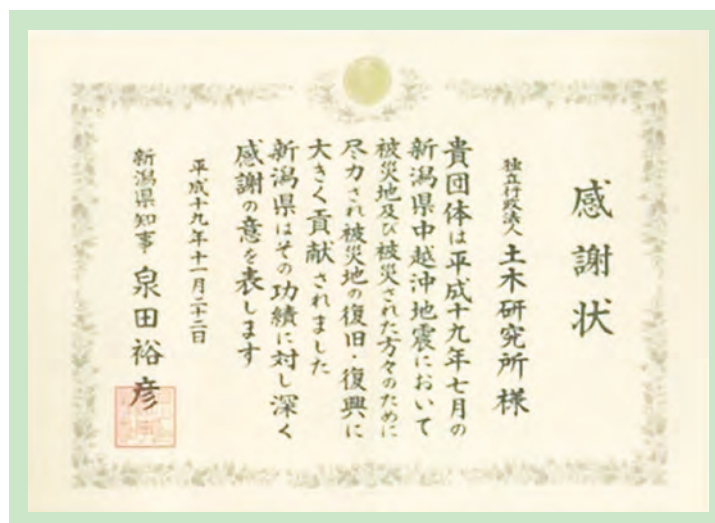 感謝状
独立行政法人 土木研究所様
貴団体は平成十九年七月の
新潟県中越沖地震において
被災地及び被災された方々のために
尽力され被災地の復旧・復興に
大きく貢献されました
新潟県はその功績に対し深く
感謝の意を表します
平成十九年十一月二十二日
新潟県知事 泉田裕彦